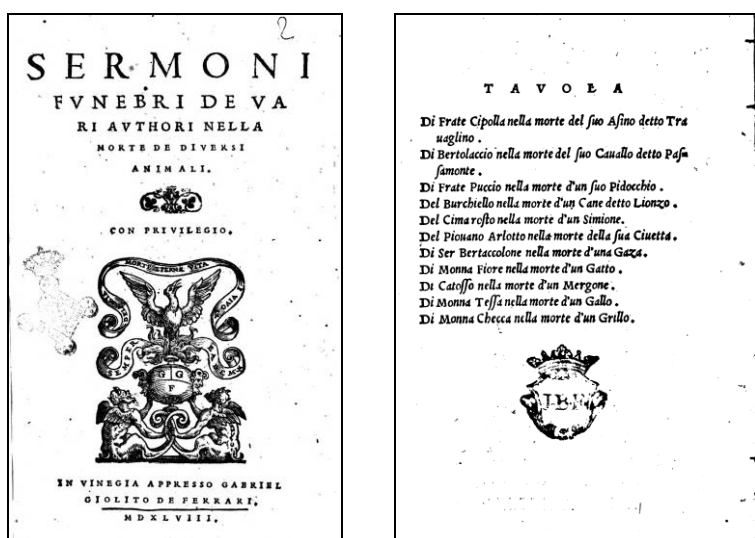 2
SERMONI
FVNEBRI DE VA
RI AVTHORI NELLA
MORTE DE DIVERSI
ANIMALI.
CON PRIVILEGIO.
VITA
SEMPER
G G
F
IN VINEGIA APPRESSO GABRIEL
GIOLITO DE FERRARI.
MDXLVIII.
TAVOLA
Di Frate Cipolla nella morte del suo Asino detto Tra
uaglino.
Di Bertolaccio nella morte del suo Cauallo detto Pas=
samonte.
Di Frate Puccio nella morte d'un suo Pidocchio.
Del Burchiello nella morte d'un Cane detto Lionzo.
Del Cimarosto nella morte d'un Simione.
Del Piouano Arlotto nella morte della sua Ciuetta.
Di Ser Bertaccolone nella morte d'una Gaza.
Di Monna Fiore nella morte d'un Gatto.
Di Catosso nella morte d'un Mergone.
Di Monna Tessa nella morte d'un Gallo.
Di Monna Checca nella morte d'un Grillo.